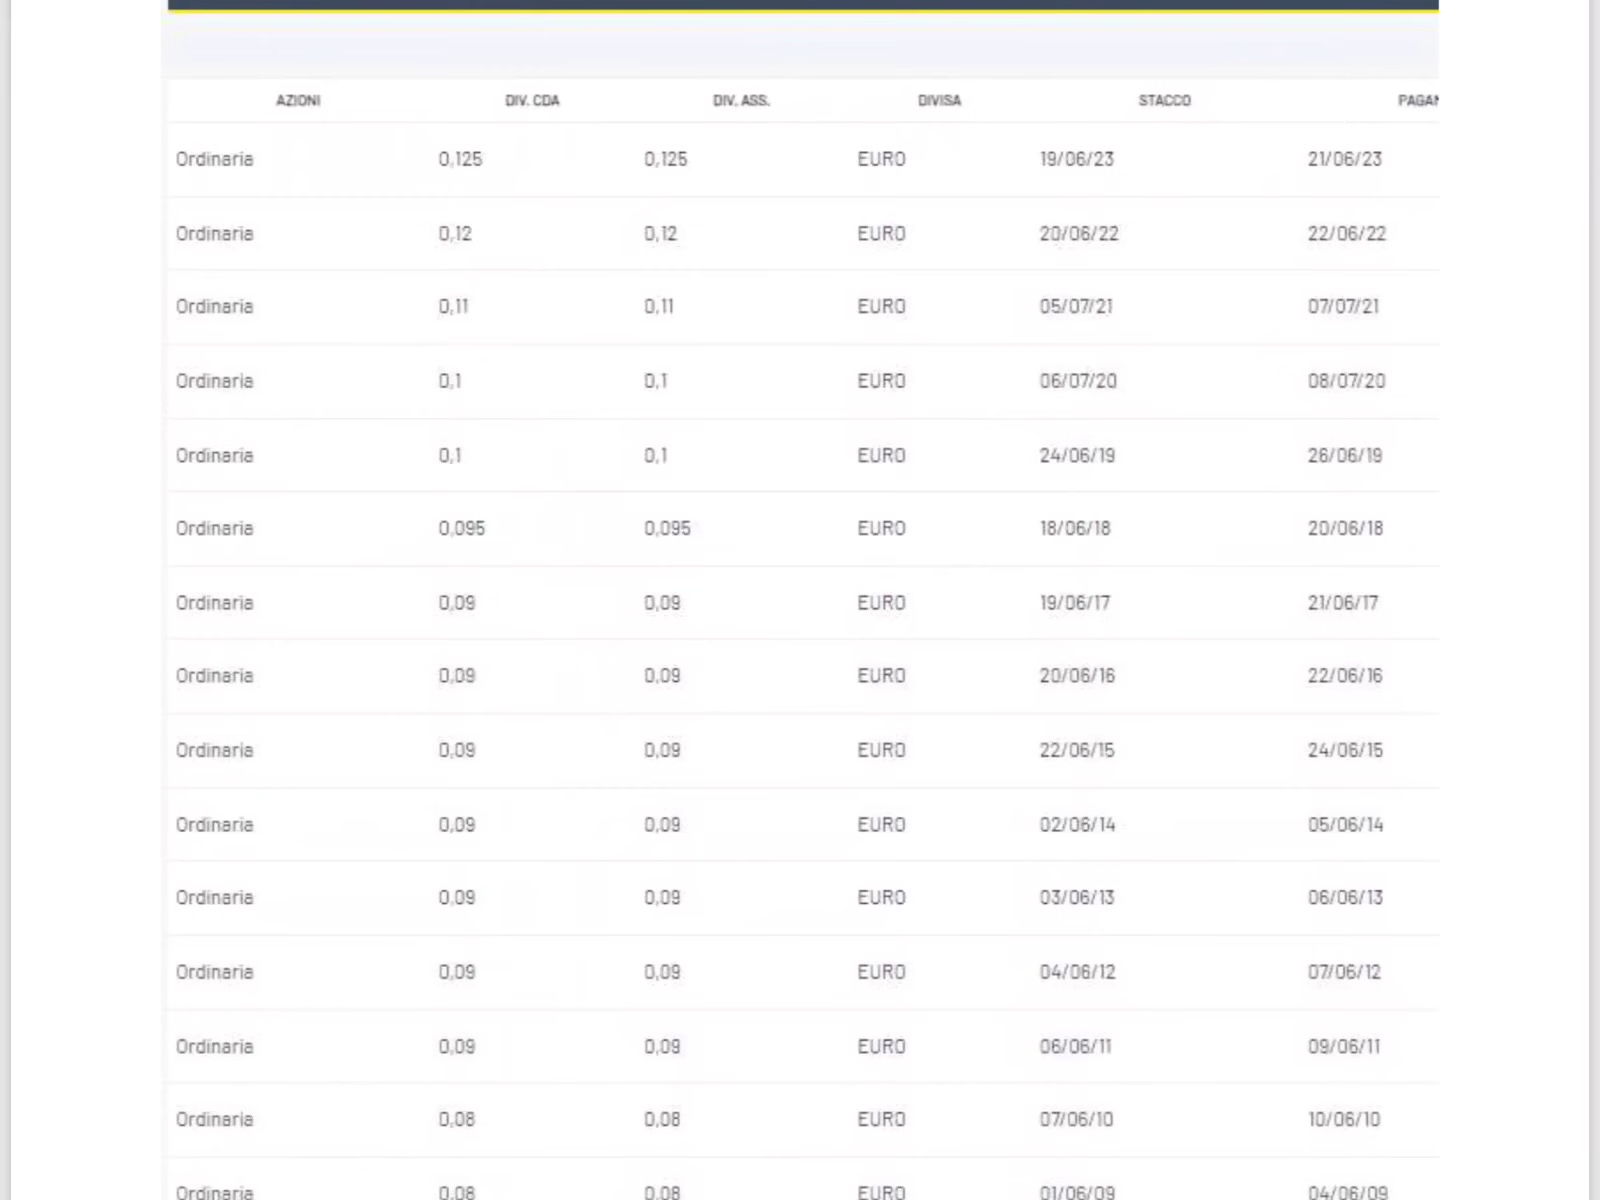 AZIONI DIV. CDA DIV. ASS. DIVISA STACCO
Ordinaria 0,125 0,125 EURO 19/06/23 21/06/23
Ordinaria 0,12 0,12 EURO 20/06/22 22/06/22
Ordinaria 0,11 0,11 EURO 05/07/21 07/07/21
Ordinaria 0,1 0,1 EURO 06/07/20 08/07/20
Ordinaria 0,1 0,1 EURO 24/06/19 26/06/19
Ordinaria 0,095 0,095 EURO 18/06/18 20/06/18
Ordinaria 0,09 0,09 EURO 19/06/17 21/06/17
Ordinaria 0,09 0,09 EURO 20/06/16 22/06/16
Ordinaria 0,09 0,09 EURO 22/06/15 24/06/15
Ordinaria 0,09 0,09 EURO 02/06/14 05/06/14
Ordinaria 0,09 0,09 EURO 03/06/13 06/06/13
Ordinaria 0,09 0,09 EURO 04/06/12 07/06/12
Ordinaria 0,09 0,09 EURO 06/06/11 09/06/11
Ordinaria 0,08 0,08 EURO 07/06/10 10/06/10
Ordinaria 0,08 0,08 EURO 01/06/09 04/06/09